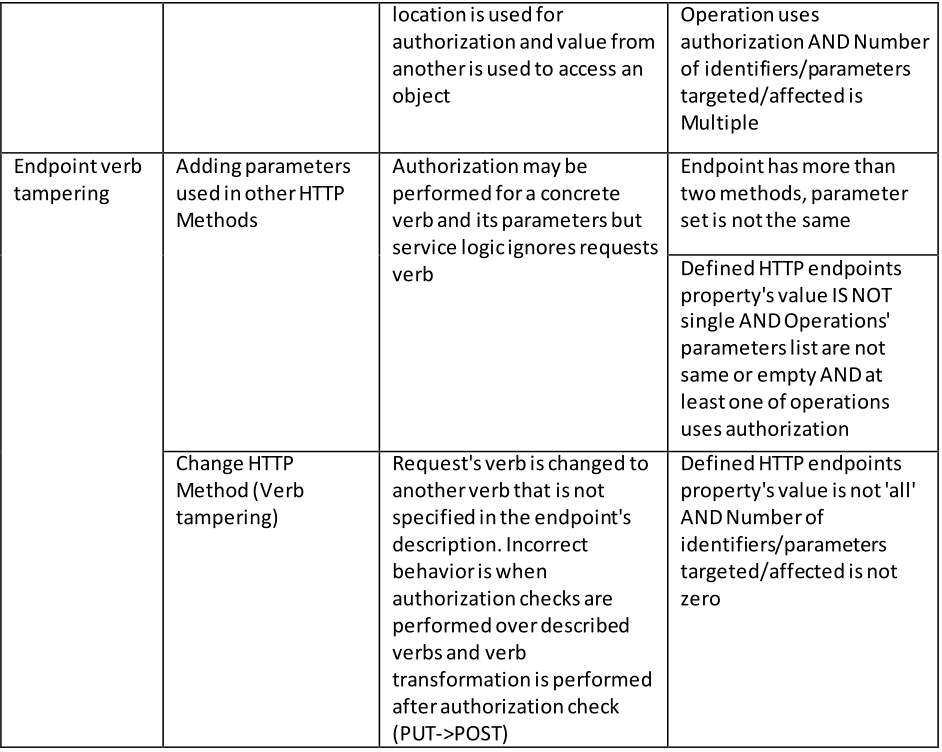 location is used for
authorization and value from
another is used to access an
object
Operation uses
authorization AND Number
of identifiers/parameters
targeted/affected is
Multiple
Endpoint verb
tampering
Adding parameters
used in other HTTP
Methods
Authorization may be
performed for a concrete
verb and its parameters but
service logic ignores requests
verb
Endpoint has more than
two methods, parameter
set is not the same
Defined HTTP endpoints
property's value IS NOT
single AND Operations'
parameters list are not
same or empty AND at
least one of operations
uses authorization
Change HTTP
Method (Verb
tampering)
Request's verb is changed to
another verb that is not
specified in the endpoint's
description. Incorrect
behavior is when
authorization checks are
performed over described
verbs and verb
transformation is performed
after authorization check
(PUT->POST)
Defined HTTP endpoints
property's value is not 'all'
AND Number of
identifiers/parameters
targeted/affected is not
zero